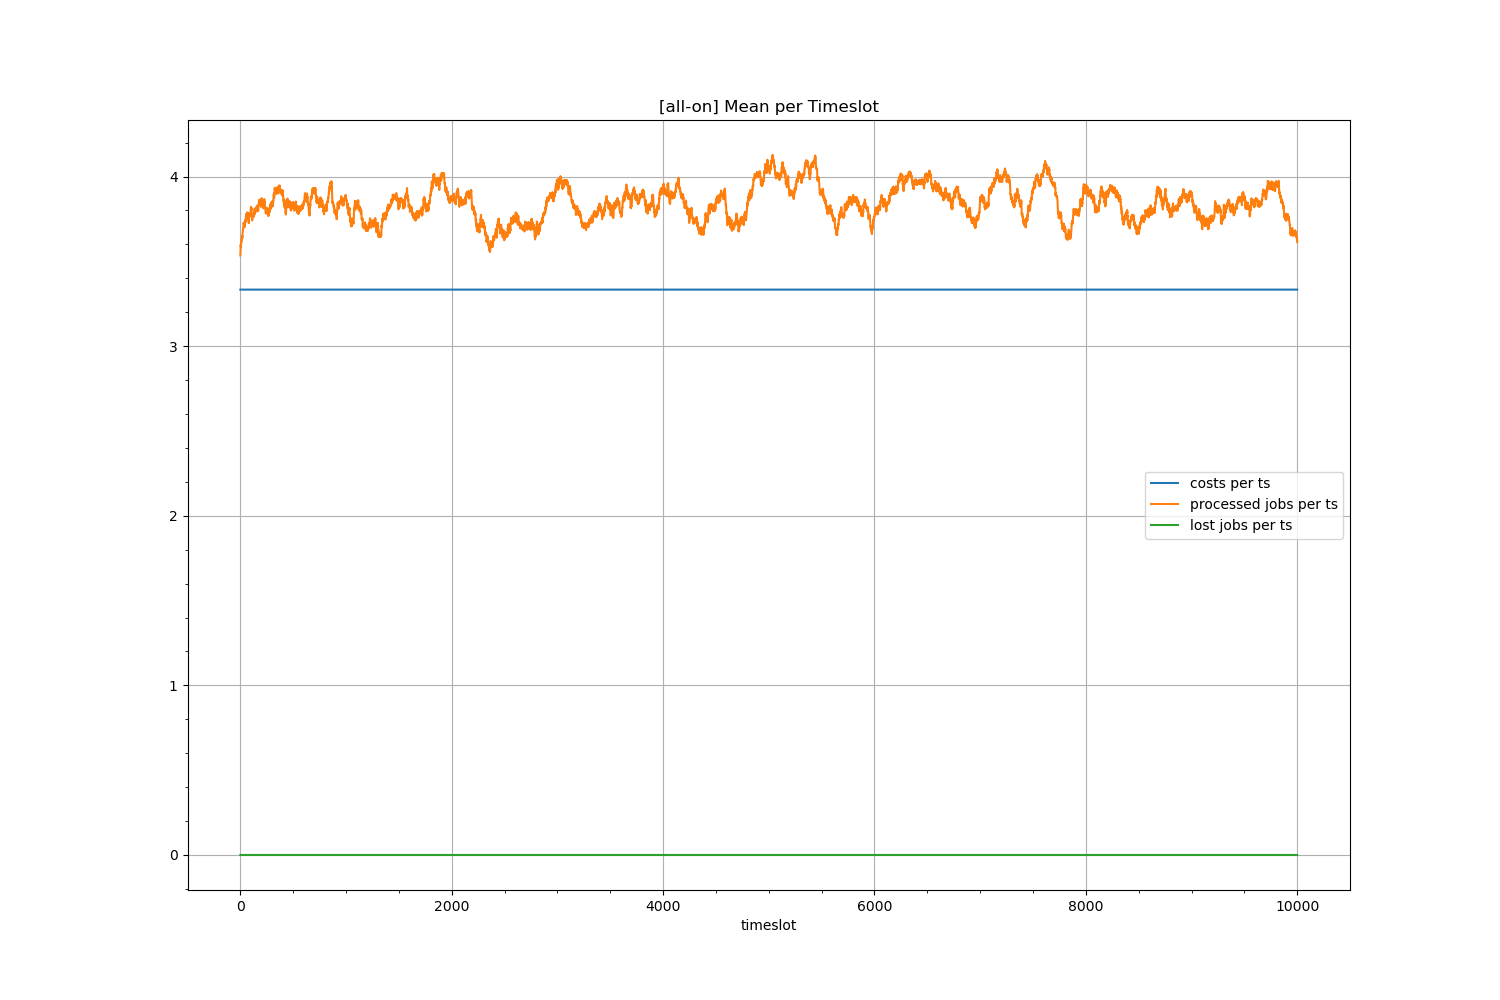 [all-on] Mean per Timeslot
4
3
2
1
0
costs per ts
processed jobs per ts
lost jobs per ts
0 2000 4000 6000 8000 10000
timeslot